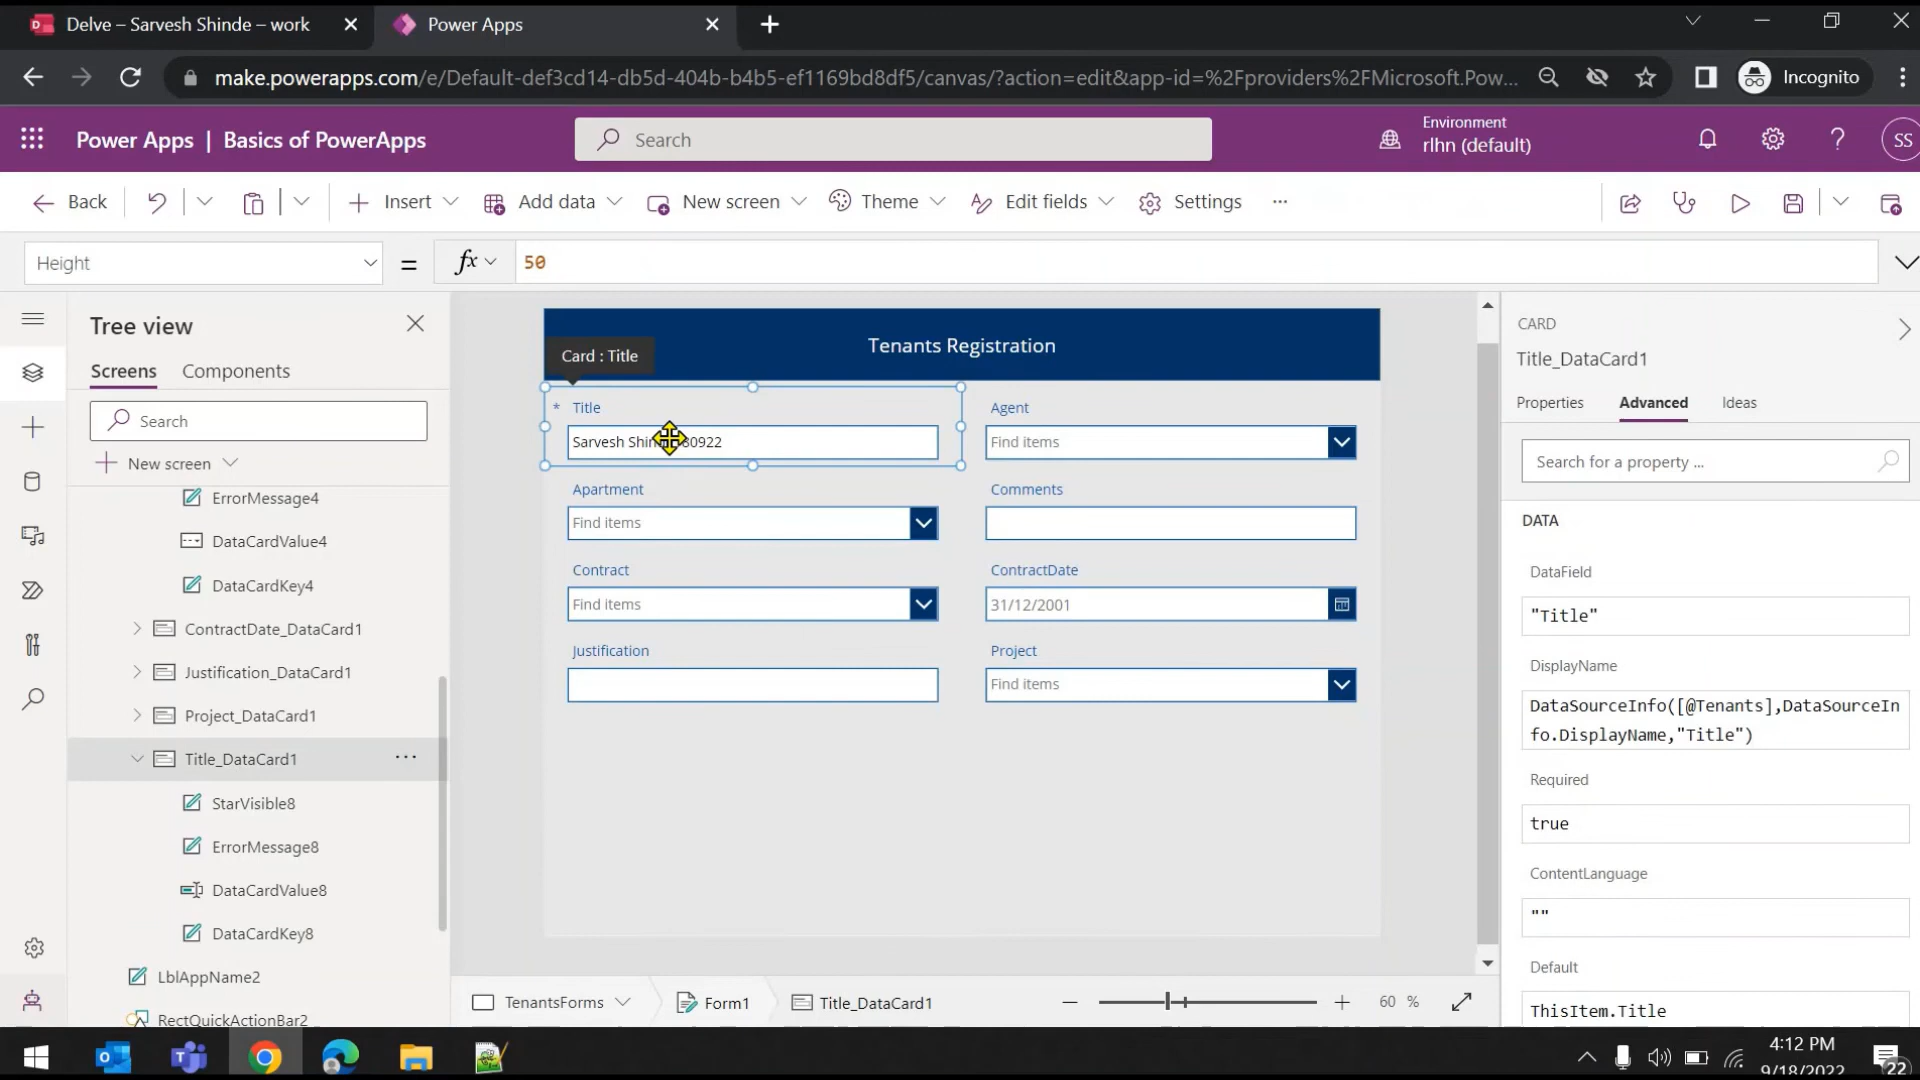 Delve – Sarvesh Shinde – work
Power Apps
make.powerapps.com/e/Default-def3cd14-db5d-404b-b4b5-ef1169bd8df5/canvas/?action=edit&app-id=%2Fproviders%2FMicrosoft.Pow...
Incognito
Power Apps | Basics of PowerApps
Search
Environment
rlhn (default)
SS
Back
Insert
Add data
New screen
Theme
Edit fields
Settings
Height
=
fx
50
Tree view
Screens
Components
Search
New screen
ErrorMessage4
DataCardValue4
DataCardKey4
ContractDate_DataCard1
Justification_DataCard1
Project_DataCard1
Title_DataCard1
StarVisible8
ErrorMessage8
DataCardValue8
DataCardKey8
LblAppName2
RectQuickActionBar2
Tenants Registration
Card : Title
* Title
Sarvesh
Agent
Find items
Apartment
Find items
Comments
Contract
Find items
ContractDate
31/12/2001
Justification
Project
Find items
TenantsForms
Form1
Title_DataCard1
60 %
CARD
Title_DataCard1
Properties
Advanced
Ideas
Search for a property ...
DATA
DataField
"Title"
DisplayName
DataSourceInfo([@Tenants],DataSourceIn
fo.DisplayName,"Title")
Required
true
ContentLanguage
""
Default
ThisItem.Title
4:12 PM
9/18/2022
22